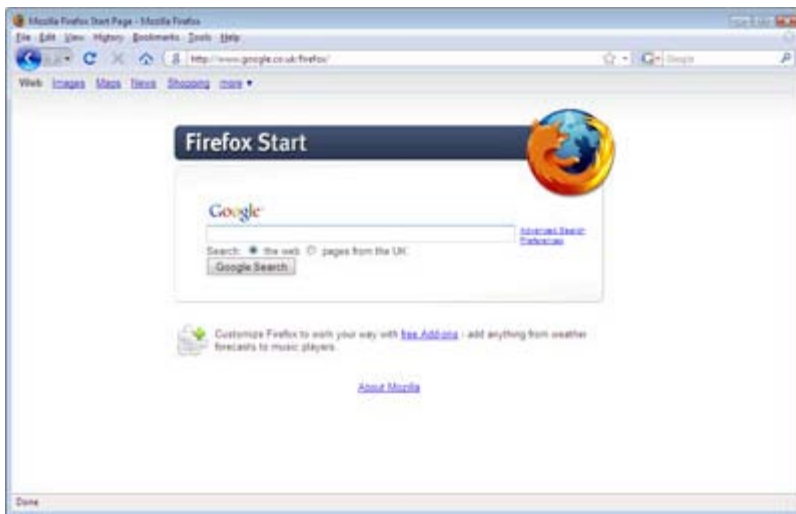 Mozilla Firefox Start Page - Mozilla Firefox
File Edit View History Bookmarks Tools Help
http://www.google.co.uk/firefox/ Google
Web Images Maps News Shopping more
Firefox Start
Google
Advanced Search
Preferences
Search: the web pages from the UK
Google Search
Customize Firefox to work your way with free Add-ons - add anything from weather
forecasts to music players.
About Mozilla
Done